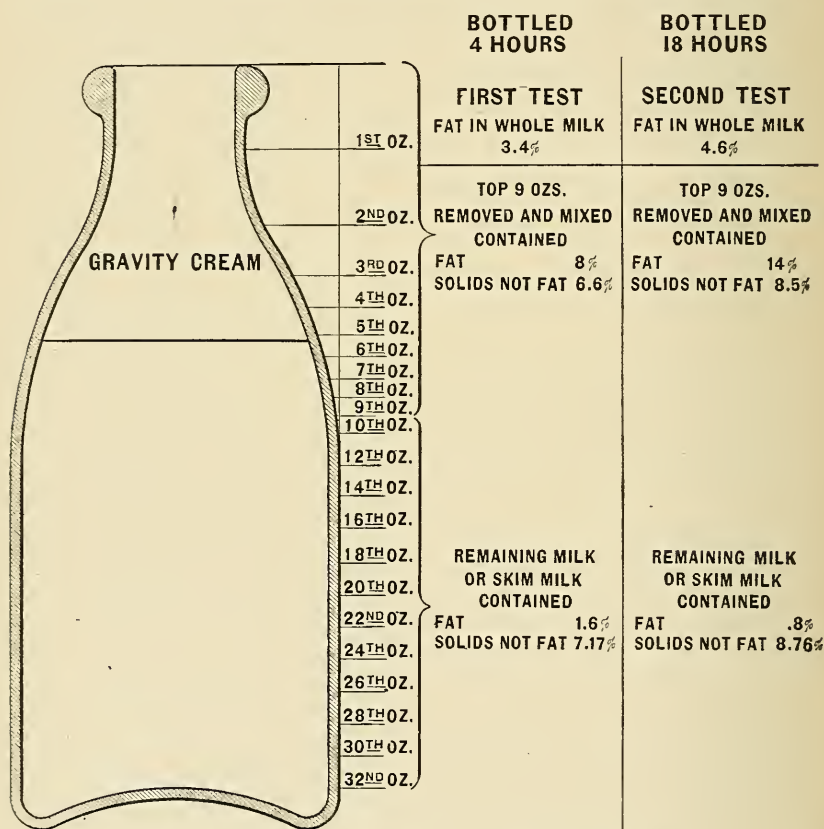 BOTTLED
4 HOURS
BOTTLED
18 HOURS
FIRST TEST
FAT IN WHOLE MILK
3.4%
SECOND TEST
FAT IN WHOLE MILK
4.6%
TOP 9 OZS.
REMOVED AND MIXED
CONTAINED
FAT 8%
SOLIDS NOT FAT 6.6%
TOP 9 OZS.
REMOVED AND MIXED
CONTAINED
FAT 14%
SOLIDS NOT FAT 8.5%
GRAVITY CREAM
1ST OZ.
2ND OZ.
3RD OZ.
4TH OZ.
5TH OZ.
6TH OZ.
7TH OZ.
8TH OZ.
9TH OZ.
10TH OZ.
12TH OZ.
14TH OZ.
16TH OZ.
18TH OZ.
20TH OZ.
22ND OZ.
24TH OZ.
26TH OZ.
28TH OZ.
30TH OZ.
32ND OZ.
REMAINING MILK
OR SKIM MILK
CONTAINED
FAT 1.6%
SOLIDS NOT FAT 7.17%
REMAINING MILK
OR SKIM MILK
CONTAINED
FAT .8%
SOLIDS NOT FAT 8.76%